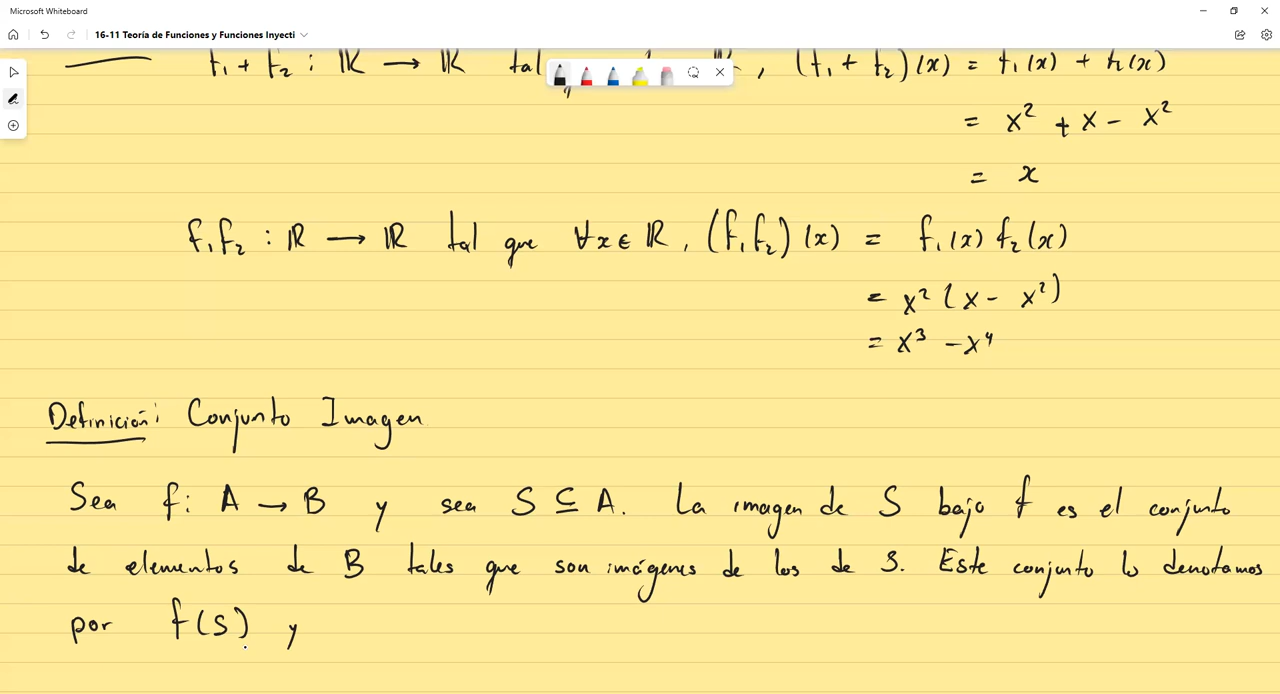 Microsoft Whiteboard
16-11 Teoría de Funciones y Funciones Inyecti
f₁ + f₂ : ℝ → ℝ tal ℝ, (f₁ + f₂)(x) = f₁(x) + f₂(x)
= x² + x - x²
= x
f₁f₂ : ℝ → ℝ tal que ∀x ∈ ℝ, (f₁f₂)(x) = f₁(x) f₂(x)
= x² (x - x²)
= x³ - x⁴
Definición: Conjunto Imagen
Sea f: A → B y sea S ⊆ A. La imagen de S bajo f es el conjunto
de elementos de B tales que son imágenes de los de S. Este conjunto lo denotamos
por f(S) y